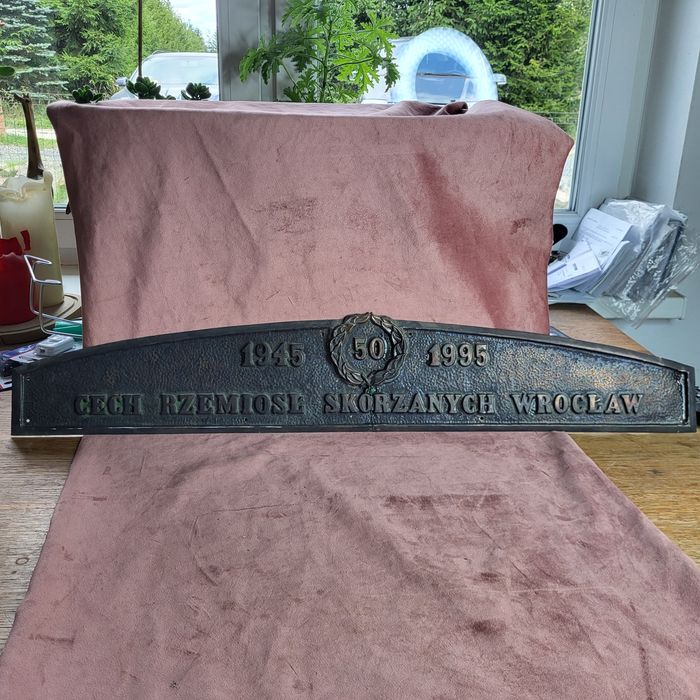 1945 50 1995
CECH RZEMIOSŁ SKÓRZANYCH WROCŁAW